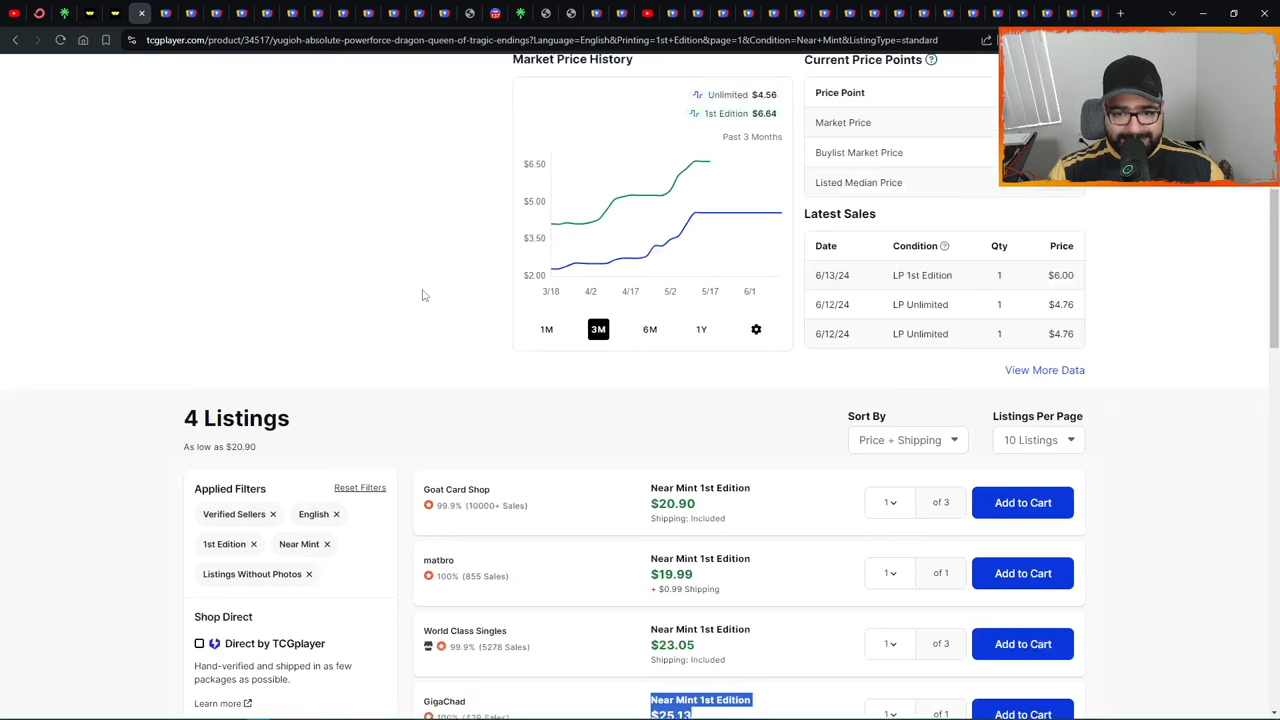 137
tcgplayer.com/product/34517/yugioh-absolute-powerforce-dragon-queen-of-tragic-endings?Language=English&Printing=1st+Edition&page=1&Condition=Near+Mint&ListingType=standard
Market Price History
Unlimited $4.56
1st Edition $6.64
Past 3 Months
$6.50
$5.00
$3.50
$2.00
3/18
4/2
4/17
5/2
5/17
6/1
1M
3M
6M
1Y
Current Price Points
Price Point
Market Price
Buylist Market Price
Listed Median Price
Latest Sales
Date Condition Qty Price
6/13/24 LP 1st Edition 1 $6.00
6/12/24 LP Unlimited 1 $4.76
6/12/24 LP Unlimited 1 $4.76
View More Data
4 Listings
As low as $20.90
Sort By
Price + Shipping
Listings Per Page
10 Listings
Applied Filters
Reset Filters
Verified Sellers
English
1st Edition
Near Mint
Listings Without Photos
Shop Direct
Direct by TCGplayer
Hand-verified and shipped in as few
packages as possible.
Learn more
Goat Card Shop
99.9% (10000+ Sales)
Near Mint 1st Edition
$20.90
Shipping: Included
1
of 3
Add to Cart
matbro
100% (855 Sales)
Near Mint 1st Edition
$19.99
+ $0.99 Shipping
1
of 1
Add to Cart
World Class Singles
99.9% (5278 Sales)
Near Mint 1st Edition
$23.05
Shipping: Included
1
of 3
Add to Cart
GigaChad
100% (439 Sales)
Near Mint 1st Edition
$25.13
1
of 1
Add to Cart